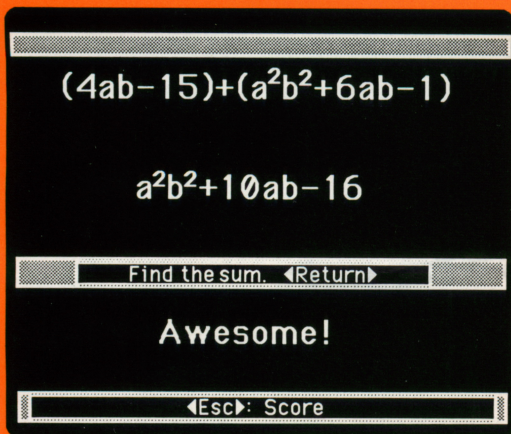 (4ab-15)+(a²b²+6ab-1)
a²b²+10ab-16
Find the sum. ◄Return►
Awesome!
◄Esc►: Score